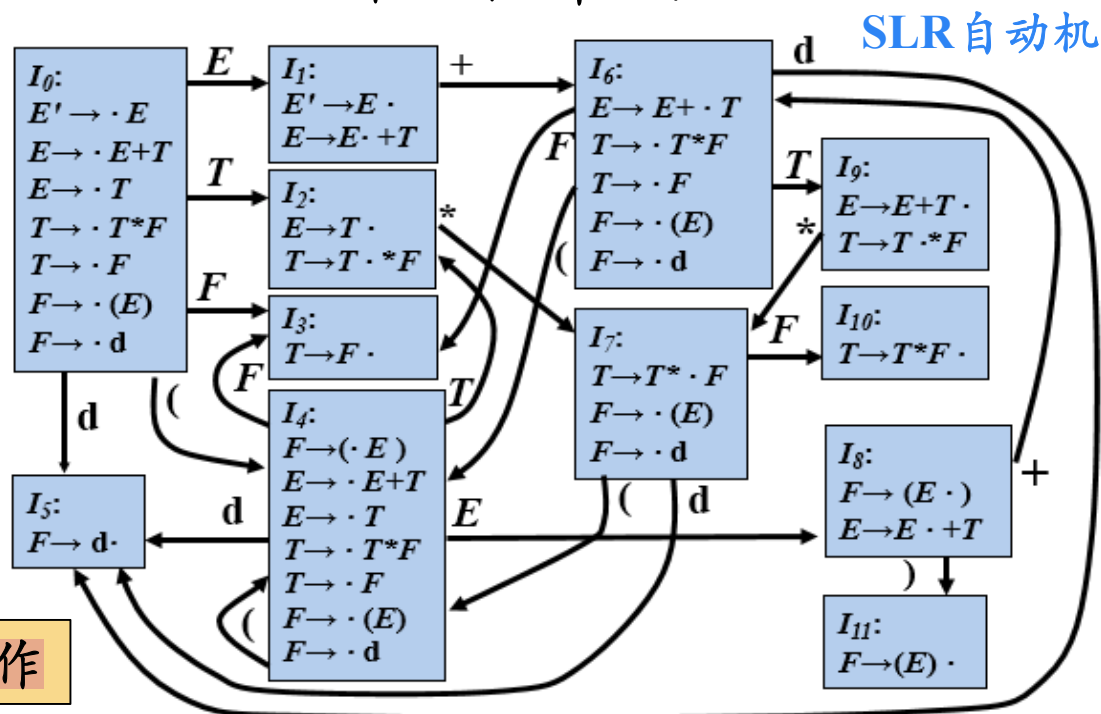 SLR自动机
I0:
E' → · E
E→ · E+T
E→ · T
T→ · T*F
T→ · F
F→ · (E)
F→ · d
E
T
F
d
(
I1:
E' →E ·
E→E· +T
+
I2:
E→T ·
T→T · *F
*
I3:
T→F ·
F
T
I4:
F→(· E )
E→ · E+T
E→ · T
T→ · T*F
T→ · F
F→ · (E)
F→ · d
d
E
(
I5:
F→ d·
I6:
E→ E+ · T
T→ · T*F
T→ · F
F→ · (E)
F→ · d
F
(
T
d
I7:
T→T* · F
F→ · (E)
F→ · d
F
(
d
I8:
F→ (E · )
E→E · +T
+
)
I9:
E→E+T ·
T→T ·*F
*
I10:
T→T*F ·
I11:
F→(E) ·
作